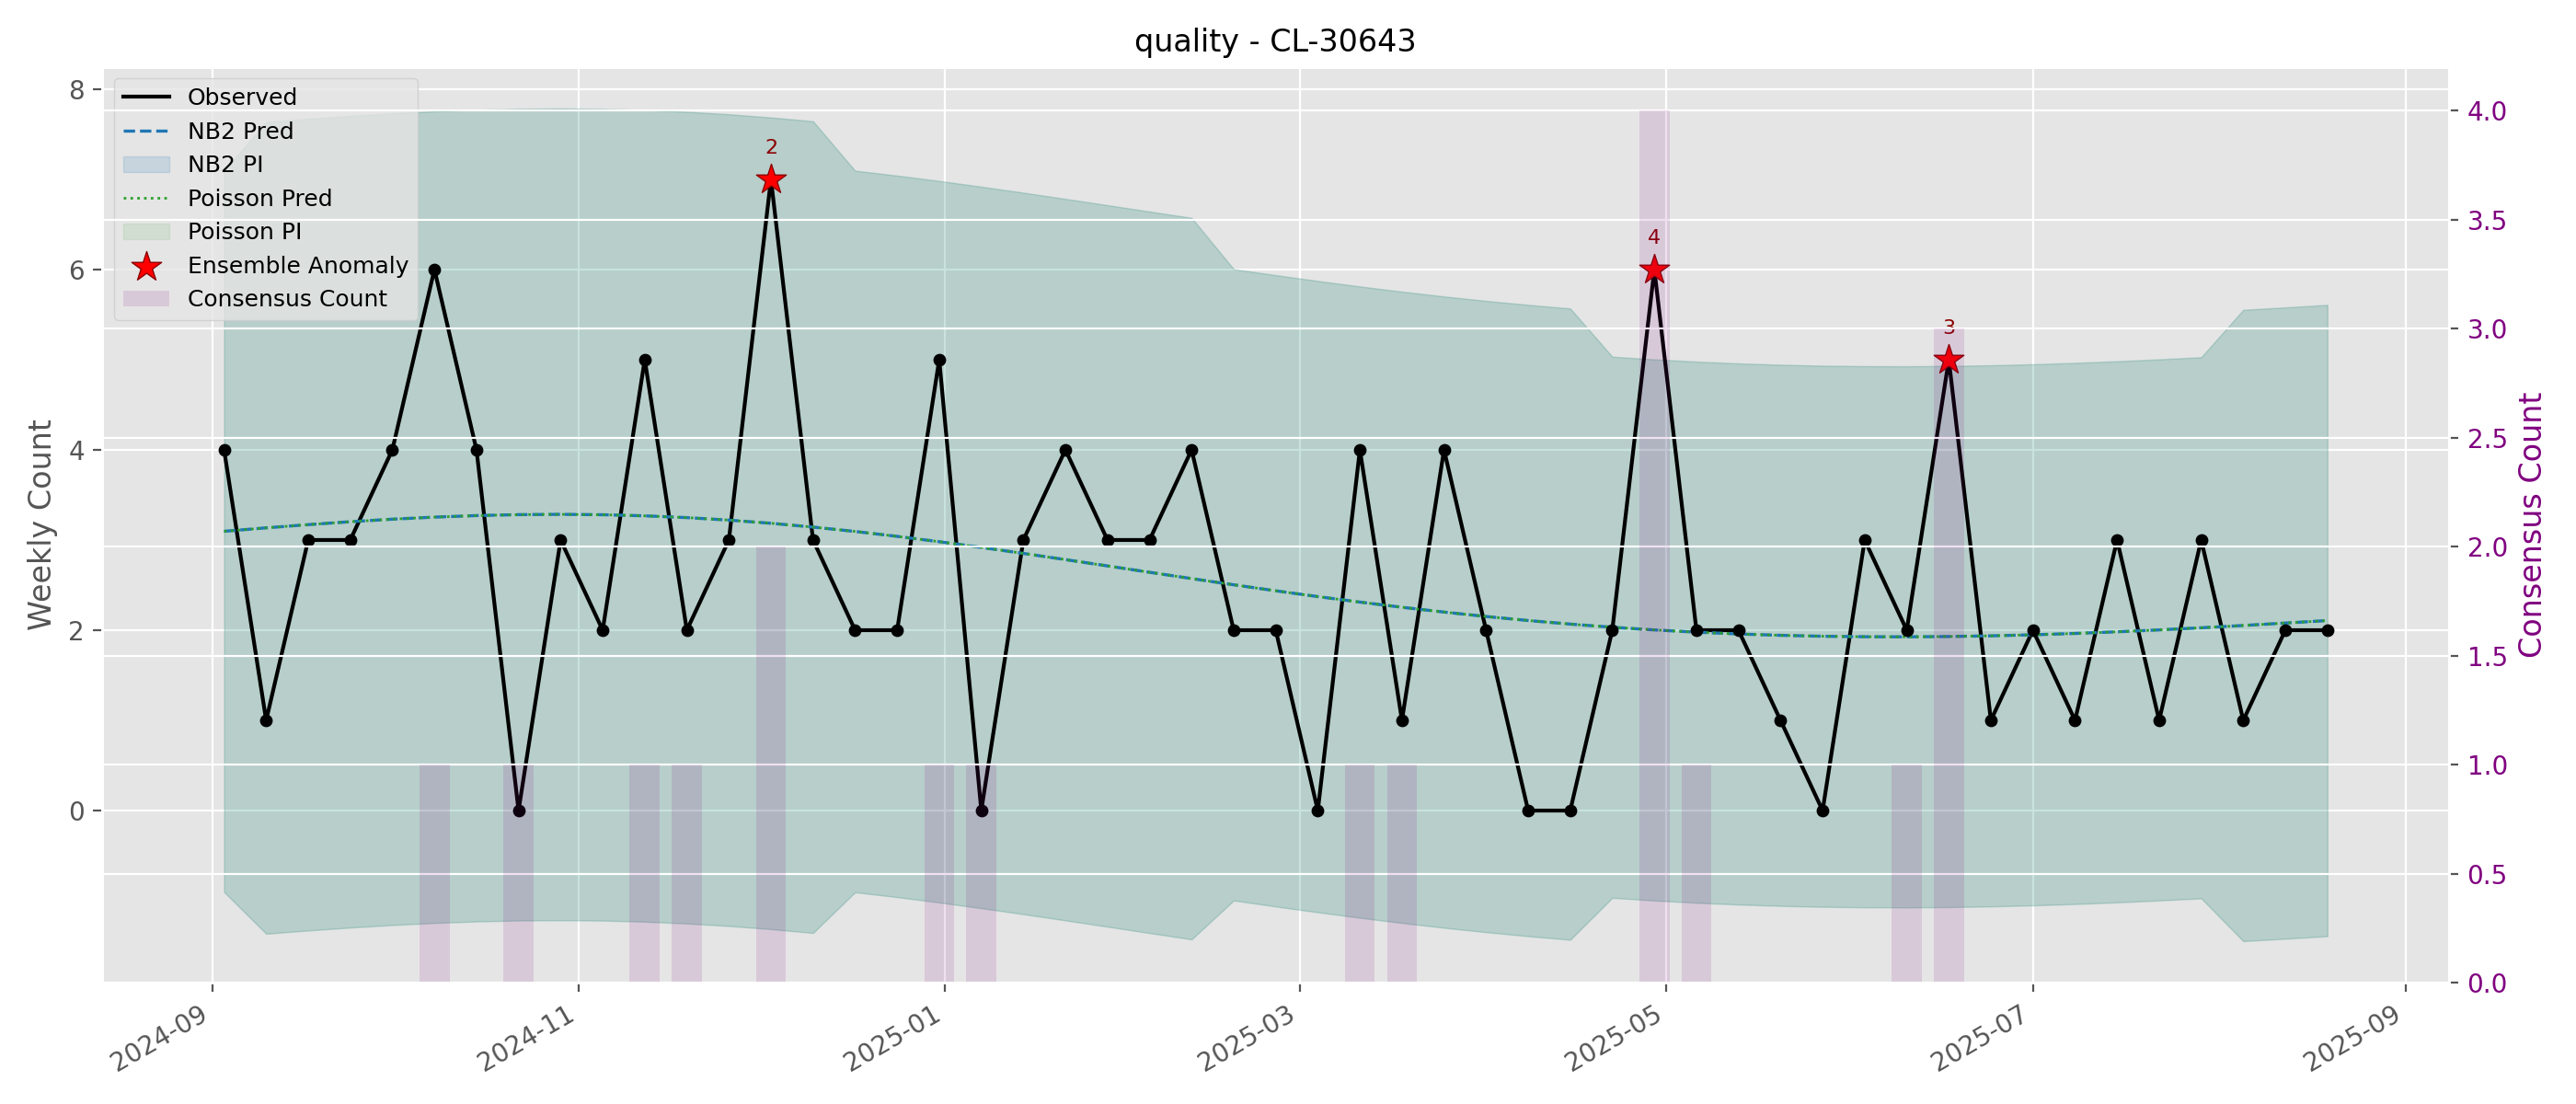 quality - CL-30643
Observed
NB2 Pred
NB2 PI
Poisson Pred
Poisson PI
Ensemble Anomaly
Consensus Count
2
4
3
Weekly Count
8
6
4
2
0
4.0
3.5
3.0
2.5
2.0
1.5
1.0
0.5
0.0
Consensus Count
2024-09
2024-11
2025-01
2025-03
2025-05
2025-07
2025-09